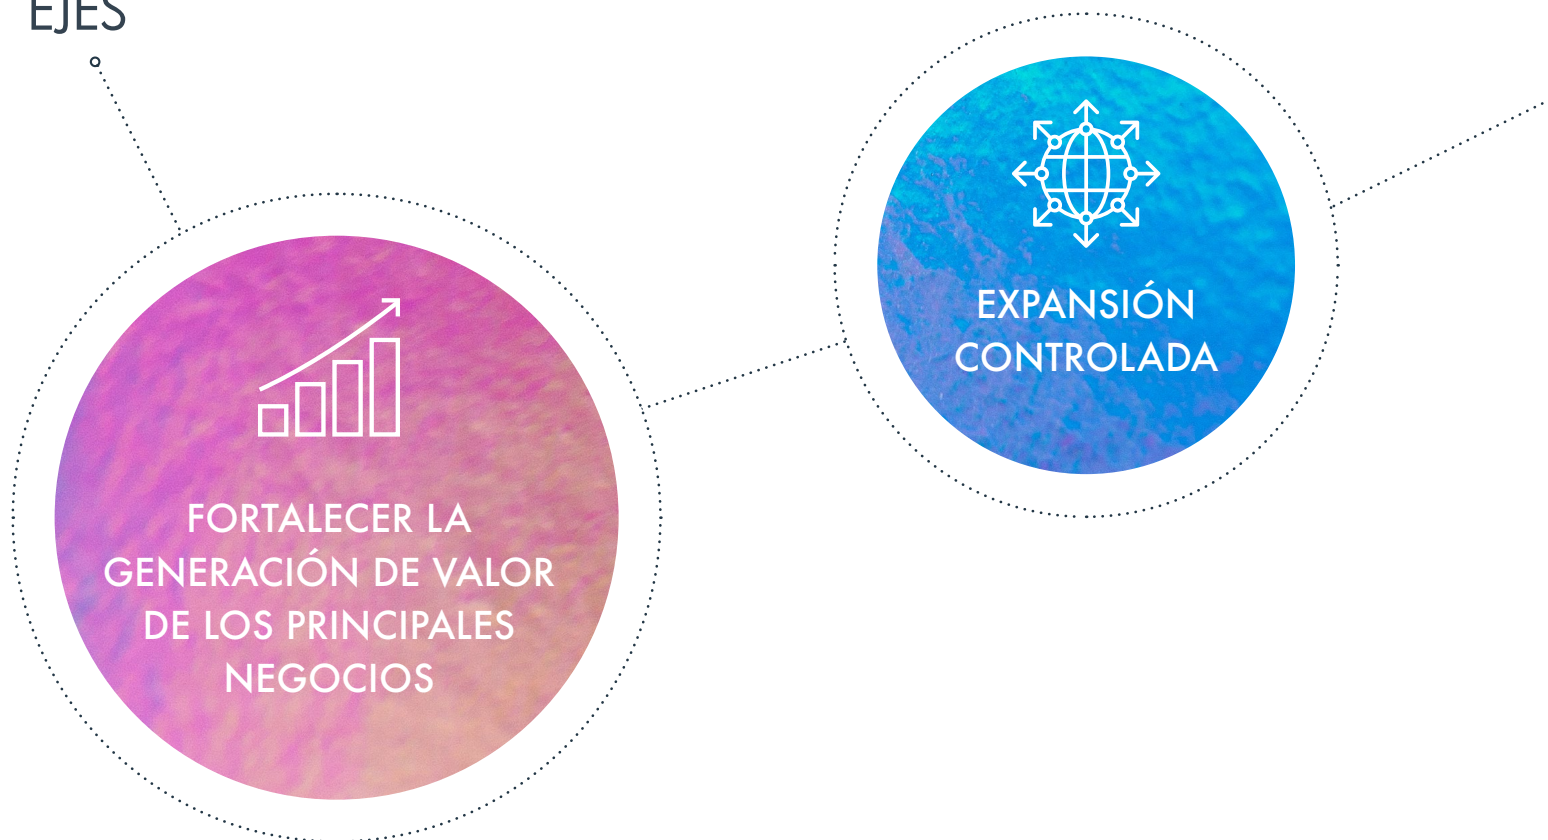 EJES
FORTALECER LA
GENERACIÓN DE VALOR
DE LOS PRINCIPALES
NEGOCIOS
EXPANSIÓN
CONTROLADA